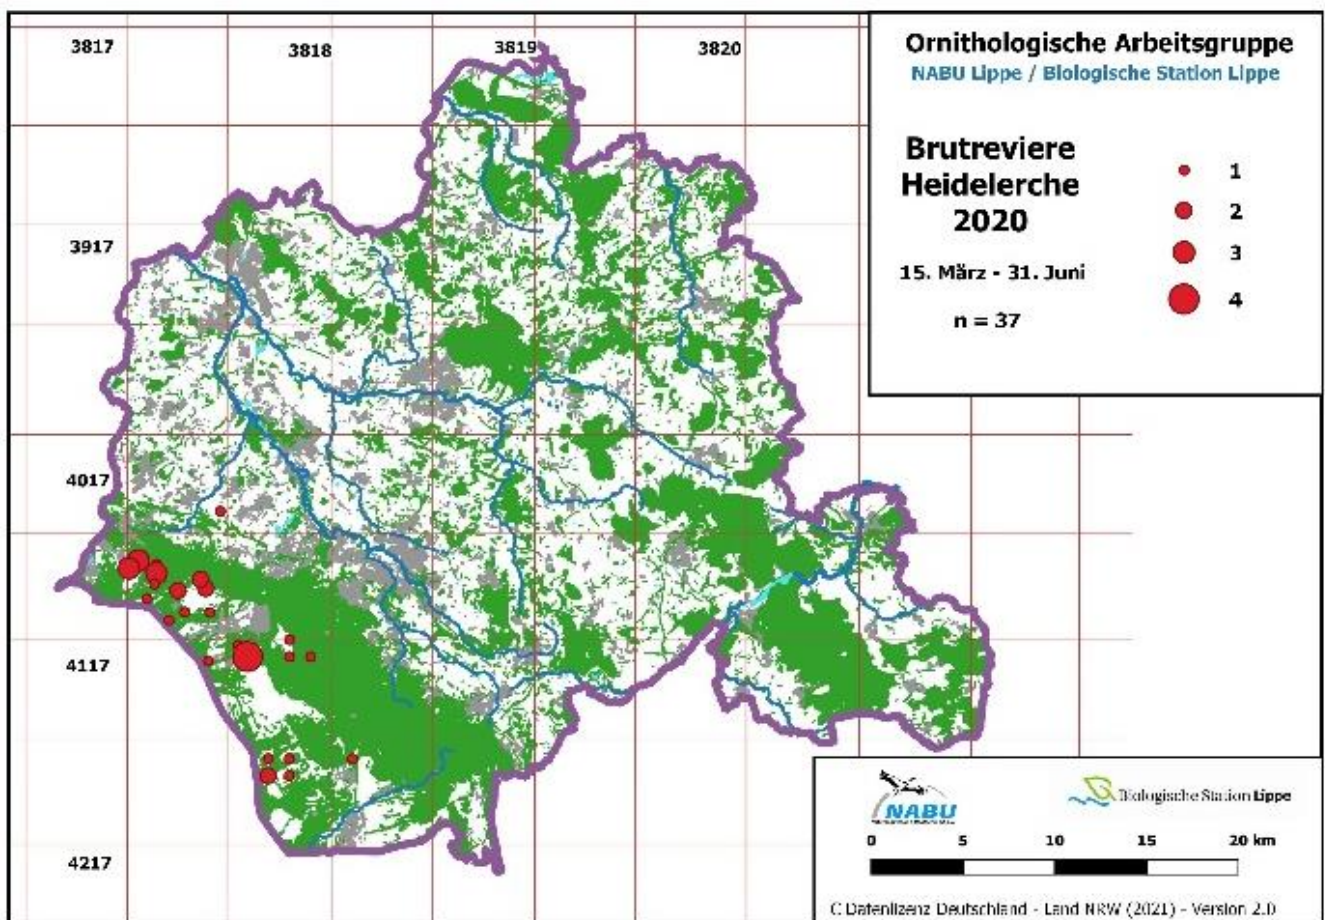 3817
3818
3819
3820
3917
4017
4117
4217
Ornithologische Arbeitsgruppe
NABU Lippe / Biologische Station Lippe
Brutreviere
Heidelerche
2020
15. März - 31. Juni
n = 37
1
2
3
4
NABU
Biologische Station Lippe
0 5 10 15 20 km
C Datenlizenz Deutschland - Land NRW (2021) - Version 2.0